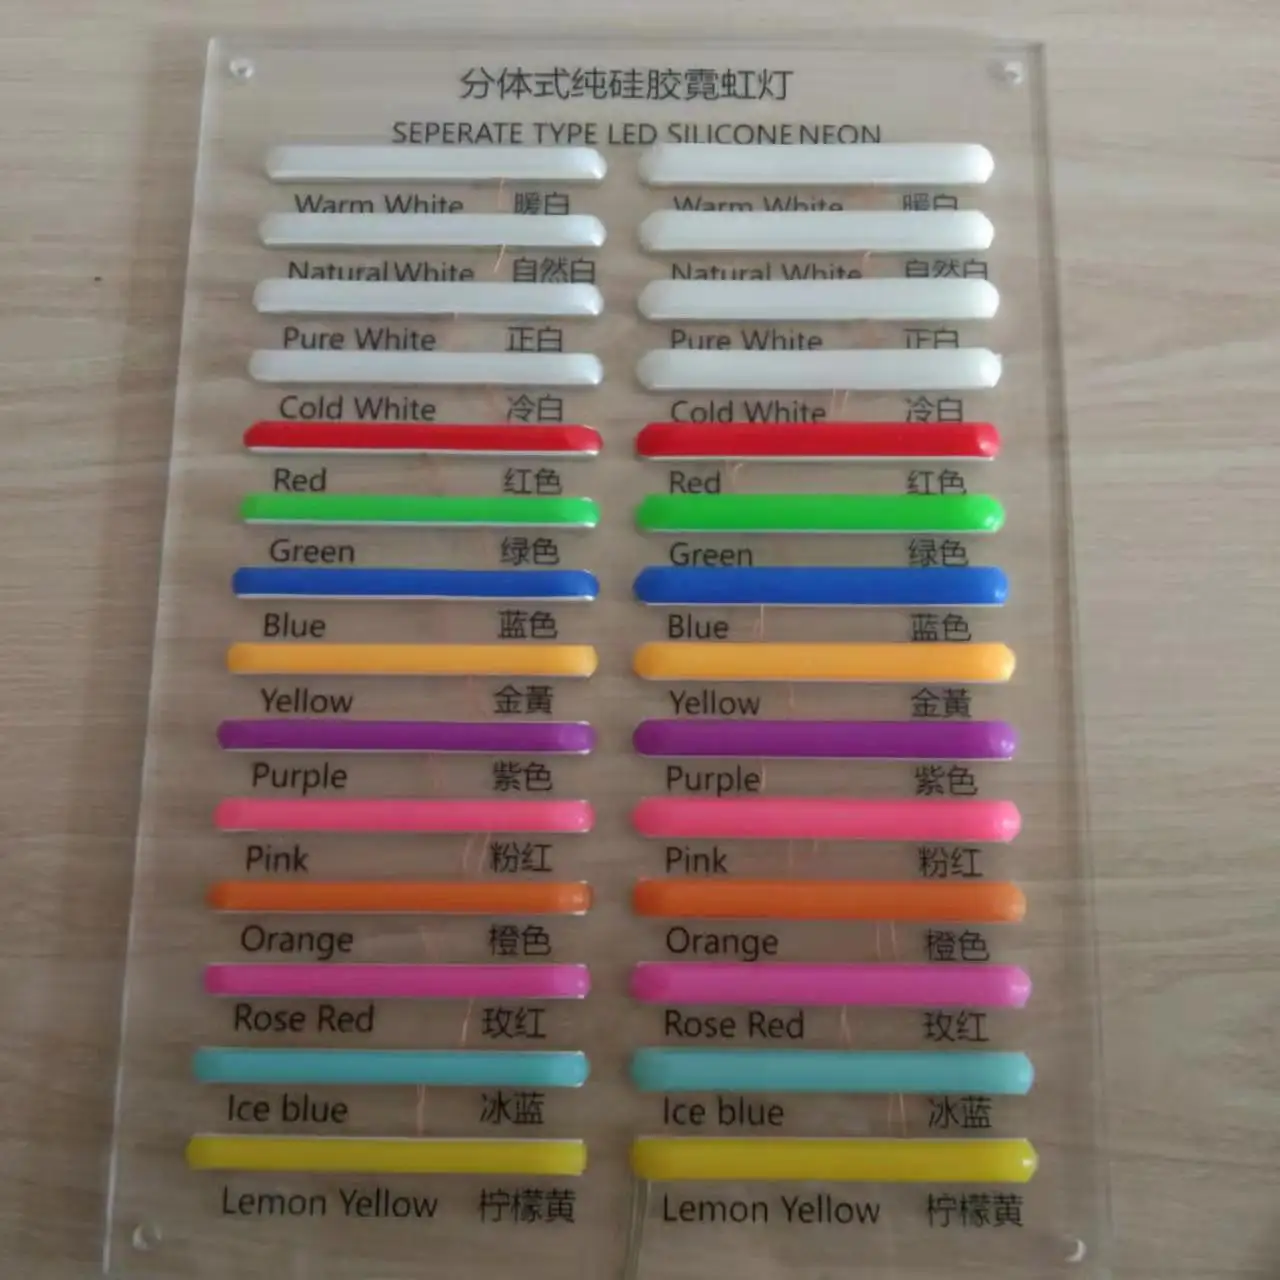 分体式纯硅胶霓虹灯
SEPERATE TYPE LED SILICONE NEON
Warm White 暖白 Warm White 暖白
Natural White 自然白 Natural White 自然白
Pure White 正白 Pure White 正白
Cold White 冷白 Cold White 冷白
Red 红色 Red 红色
Green 绿色 Green 绿色
Blue 蓝色 Blue 蓝色
Yellow 金黃 Yellow 金黃
Purple 紫色 Purple 紫色
Pink 粉红 Pink 粉红
Orange 橙色 Orange 橙色
Rose Red 玫红 Rose Red 玫红
Ice blue 冰蓝 Ice blue 冰蓝
Lemon Yellow 柠檬黄 Lemon Yellow 柠檬黄